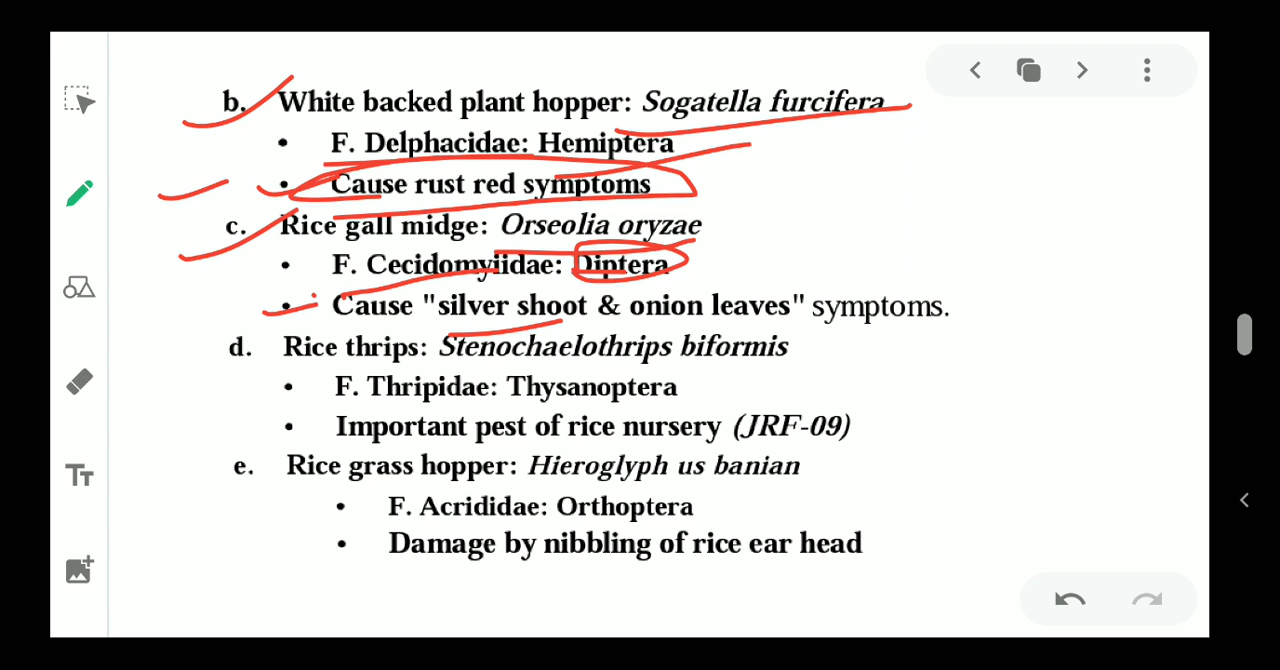 b. White backed plant hopper: Sogatella furcifera
• F. Delphacidae: Hemiptera
• Cause rust red symptoms
c. Rice gall midge: Orseolia oryzae
• F. Cecidomyiidae: Diptera
• Cause "silver shoot & onion leaves" symptoms.
d. Rice thrips: Stenochaelothrips biformis
• F. Thripidae: Thysanoptera
• Important pest of rice nursery (JRF-09)
e. Rice grass hopper: Hieroglyph us banian
• F. Acrididae: Orthoptera
• Damage by nibbling of rice ear head
TT